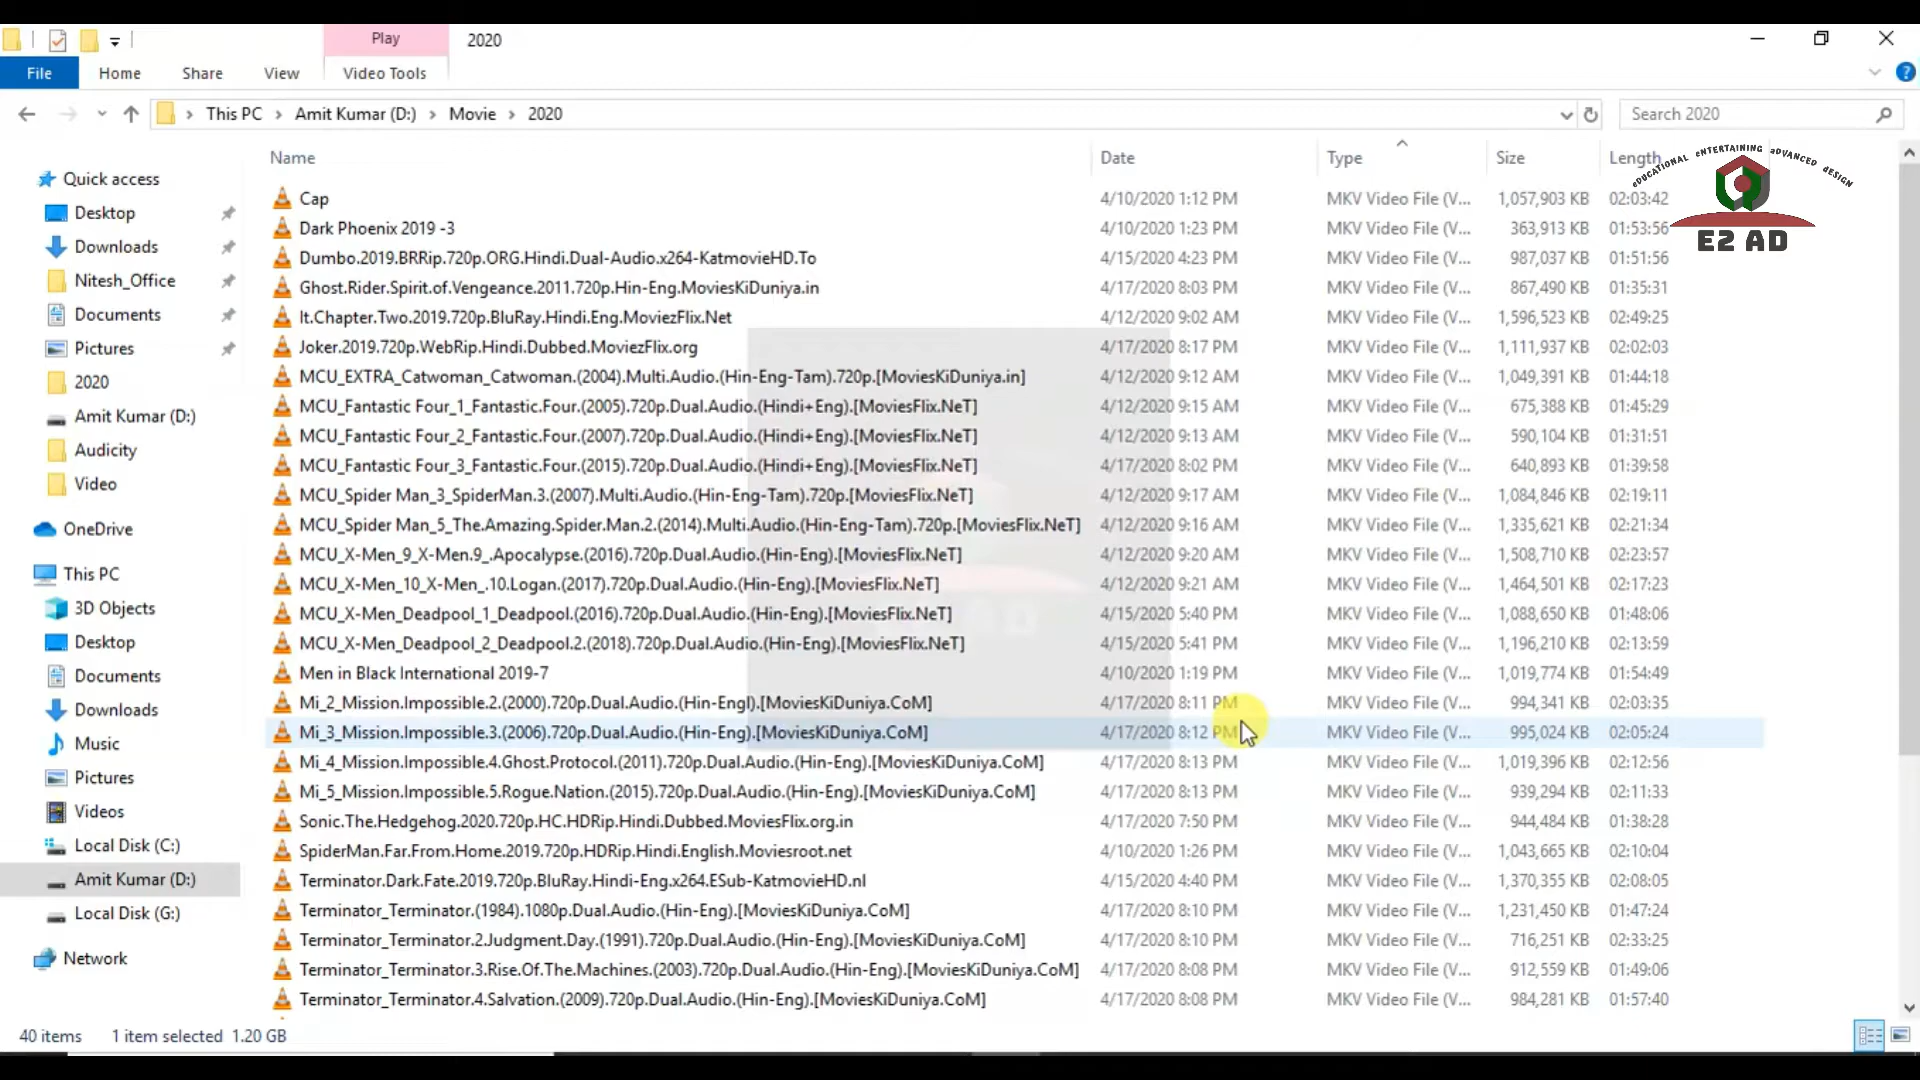 Play 2020
File Home Share View Video Tools
This PC Amit Kumar (D:) Movie 2020 Search 2020
Name Date Type Size Length
eDUCATIONAL eNTERTAINING aDVANCED dESIGN
E2 AD
Quick access
Desktop
Downloads
Nitesh_Office
Documents
Pictures
2020
Amit Kumar (D:)
Audicity
Video
OneDrive
This PC
3D Objects
Desktop
Documents
Downloads
Music
Pictures
Videos
Local Disk (C:)
Amit Kumar (D:)
Local Disk (G:)
Network
Cap 4/10/2020 1:12 PM MKV Video File (V... 1,057,903 KB 02:03:42
Dark Phoenix 2019 -3 4/10/2020 1:23 PM MKV Video File (V... 363,913 KB 01:53:56
Dumbo.2019.BRRip.720p.ORG.Hindi.Dual-Audio.x264-KatmovieHD.To 4/15/2020 4:23 PM MKV Video File (V... 987,037 KB 01:51:56
Ghost.Rider.Spirit.of.Vengeance.2011.720p.Hin-Eng.MoviesKiDuniya.in 4/17/2020 8:03 PM MKV Video File (V... 867,490 KB 01:35:31
It.Chapter.Two.2019.720p.BluRay.Hindi.Eng.MoviezFlix.Net 4/12/2020 9:02 AM MKV Video File (V... 1,596,523 KB 02:49:25
Joker.2019.720p.WebRip.Hindi.Dubbed.MoviezFlix.org 4/17/2020 8:17 PM MKV Video File (V... 1,111,937 KB 02:02:03
MCU_EXTRA_Catwoman_Catwoman.(2004).Multi.Audio.(Hin-Eng-Tam).720p.[MoviesKiDuniya.in] 4/12/2020 9:12 AM MKV Video File (V... 1,049,391 KB 01:44:18
MCU_Fantastic Four_1_Fantastic.Four.(2005).720p.Dual.Audio.(Hindi+Eng).[MoviesFlix.NeT] 4/12/2020 9:15 AM MKV Video File (V... 675,388 KB 01:45:29
MCU_Fantastic Four_2_Fantastic.Four.(2007).720p.Dual.Audio.(Hindi+Eng).[MoviesFlix.NeT] 4/12/2020 9:13 AM MKV Video File (V... 590,104 KB 01:31:51
MCU_Fantastic Four_3_Fantastic.Four.(2015).720p.Dual.Audio.(Hindi+Eng).[MoviesFlix.NeT] 4/17/2020 8:02 PM MKV Video File (V... 640,893 KB 01:39:58
MCU_Spider Man_3_SpiderMan.3.(2007).Multi.Audio.(Hin-Eng-Tam).720p.[MoviesFlix.NeT] 4/12/2020 9:17 AM MKV Video File (V... 1,084,846 KB 02:19:11
MCU_Spider Man_5_The.Amazing.Spider.Man.2.(2014).Multi.Audio.(Hin-Eng-Tam).720p.[MoviesFlix.NeT] 4/12/2020 9:16 AM MKV Video File (V... 1,335,621 KB 02:21:34
MCU_X-Men_9_X-Men.9_.Apocalypse.(2016).720p.Dual.Audio.(Hin-Eng).[MoviesFlix.NeT] 4/12/2020 9:20 AM MKV Video File (V... 1,508,710 KB 02:23:57
MCU_X-Men_10_X-Men_.10.Logan.(2017).720p.Dual.Audio.(Hin-Eng).[MoviesFlix.NeT] 4/12/2020 9:21 AM MKV Video File (V... 1,464,501 KB 02:17:23
MCU_X-Men_Deadpool_1_Deadpool.(2016).720p.Dual.Audio.(Hin-Eng).[MoviesFlix.NeT] 4/15/2020 5:40 PM MKV Video File (V... 1,088,650 KB 01:48:06
MCU_X-Men_Deadpool_2_Deadpool.2.(2018).720p.Dual.Audio.(Hin-Eng).[MoviesFlix.NeT] 4/15/2020 5:41 PM MKV Video File (V... 1,196,210 KB 02:13:59
Men in Black International 2019-7 4/10/2020 1:19 PM MKV Video File (V... 1,019,774 KB 01:54:49
Mi_2_Mission.Impossible.2.(2000).720p.Dual.Audio.(Hin-Engl).[MoviesKiDuniya.CoM] 4/17/2020 8:11 PM MKV Video File (V... 994,341 KB 02:03:35
Mi_3_Mission.Impossible.3.(2006).720p.Dual.Audio.(Hin-Eng).[MoviesKiDuniya.CoM] 4/17/2020 8:12 PM MKV Video File (V... 995,024 KB 02:05:24
Mi_4_Mission.Impossible.4.Ghost.Protocol.(2011).720p.Dual.Audio.(Hin-Eng).[MoviesKiDuniya.CoM] 4/17/2020 8:13 PM MKV Video File (V... 1,019,396 KB 02:12:56
Mi_5_Mission.Impossible.5.Rogue.Nation.(2015).720p.Dual.Audio.(Hin-Eng).[MoviesKiDuniya.CoM] 4/17/2020 8:13 PM MKV Video File (V... 939,294 KB 02:11:33
Sonic.The.Hedgehog.2020.720p.HC.HDRip.Hindi.Dubbed.MoviesFlix.org.in 4/17/2020 7:50 PM MKV Video File (V... 944,484 KB 01:38:28
SpiderMan.Far.From.Home.2019.720p.HDRip.Hindi.English.Moviesroot.net 4/10/2020 1:26 PM MKV Video File (V... 1,043,665 KB 02:10:04
Terminator.Dark.Fate.2019.720p.BluRay.Hindi-Eng.x264.ESub-KatmovieHD.nl 4/15/2020 4:40 PM MKV Video File (V... 1,370,355 KB 02:08:05
Terminator_Terminator.(1984).1080p.Dual.Audio.(Hin-Eng).[MoviesKiDuniya.CoM] 4/17/2020 8:10 PM MKV Video File (V... 1,231,450 KB 01:47:24
Terminator_Terminator.2.Judgment.Day.(1991).720p.Dual.Audio.(Hin-Eng).[MoviesKiDuniya.CoM] 4/17/2020 8:10 PM MKV Video File (V... 716,251 KB 02:33:25
Terminator_Terminator.3.Rise.Of.The.Machines.(2003).720p.Dual.Audio.(Hin-Eng).[MoviesKiDuniya.CoM] 4/17/2020 8:08 PM MKV Video File (V... 912,559 KB 01:49:06
Terminator_Terminator.4.Salvation.(2009).720p.Dual.Audio.(Hin-Eng).[MoviesKiDuniya.CoM] 4/17/2020 8:08 PM MKV Video File (V... 984,281 KB 01:57:40
40 items 1 item selected 1.20 GB